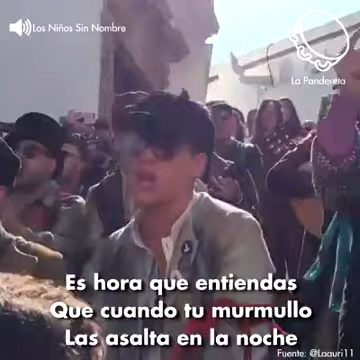 Los Niños Sin Nombre
La Pandereta
Es hora que entiendas
Que cuando tu murmullo
Las asalta en la noche
Fuente: @Laauri11